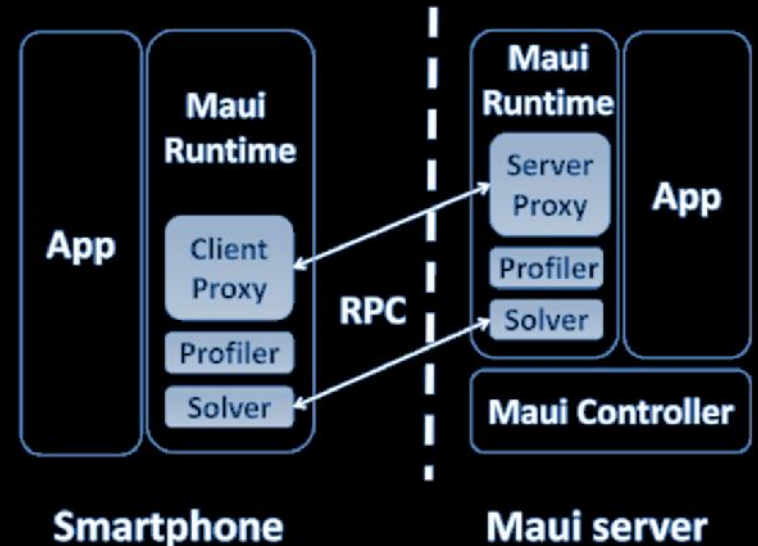 App
Maui
Runtime
Client
Proxy
Profiler
Solver
RPC
Maui
Runtime
Server
Proxy
Profiler
Solver
App
Maui Controller
Smartphone
Maui server